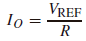 I_O = V_REF / R